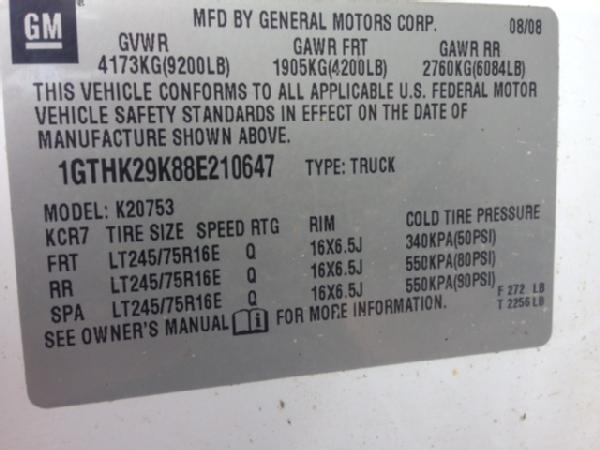 GM
MFD BY GENERAL MOTORS CORP. 08/08
GVWR GAWR FRT GAWR RR
4173KG(9200LB) 1905KG(4200LB) 2760KG(6084LB)
THIS VEHICLE CONFORMS TO ALL APPLICABLE U.S. FEDERAL MOTOR
VEHICLE SAFETY STANDARDS IN EFFECT ON THE DATE OF
MANUFACTURE SHOWN ABOVE.
1GTHK29K88E210647 TYPE: TRUCK
MODEL: K20753
KCR7 TIRE SIZE SPEED RTG RIM COLD TIRE PRESSURE
FRT LT245/75R16E Q 16X6.5J 340KPA(50PSI)
RR LT245/75R16E Q 16X6.5J 550KPA(80PSI)
SPA LT245/75R16E Q 16X6.5J 550KPA(90PSI)
F 272 LB
T 2256 LB
SEE OWNER'S MANUAL i FOR MORE INFORMATION.